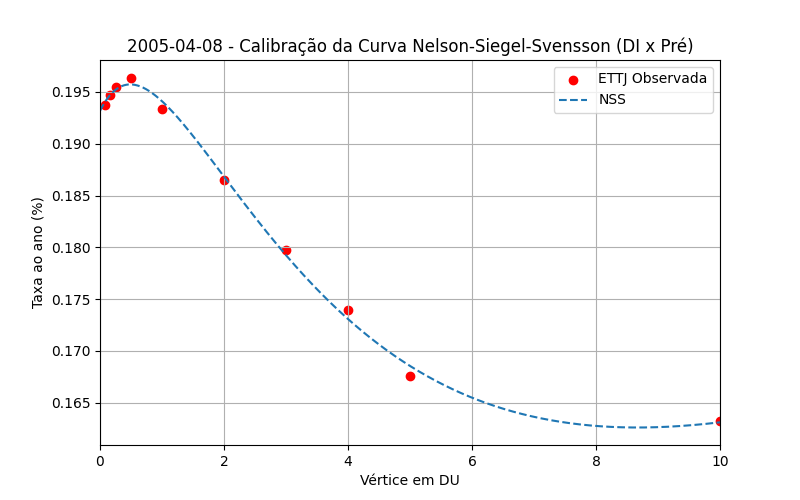 2005-04-08 - Calibração da Curva Nelson-Siegel-Svensson (DI x Pré)
ETTJ Observada
NSS
Taxa ao ano (%)
0.195
0.190
0.185
0.180
0.175
0.170
0.165
0 2 4 6 8 10
Vértice em DU